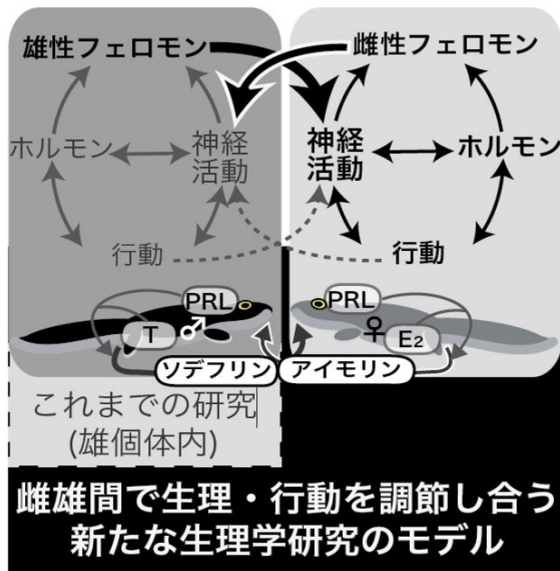 雄性フェロモン
雌性フェロモン
ホルモン
神経
活動
神経
活動
ホルモン
行動
行動
PRL
PRL
T
♂
♀
E₂
ソデフリン
アイモリン
これまでの研究
(雄個体内)
雌雄間で生理・行動を調節し合う
新たな生理学研究のモデル